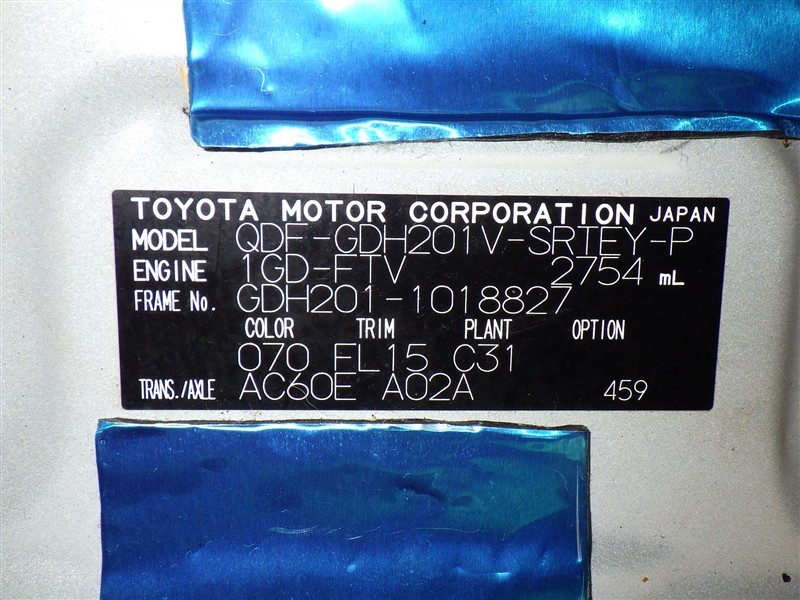 TOYOTA MOTOR CORPORATION JAPAN
MODEL QDF-GDH201V-SRTEY-P
ENGINE 1GD-FTV 2754 mL
FRAME No. GDH201-1018827
COLOR TRIM PLANT OPTION
070 FL15 C31
TRANS./AXLE AC60E A02A 459